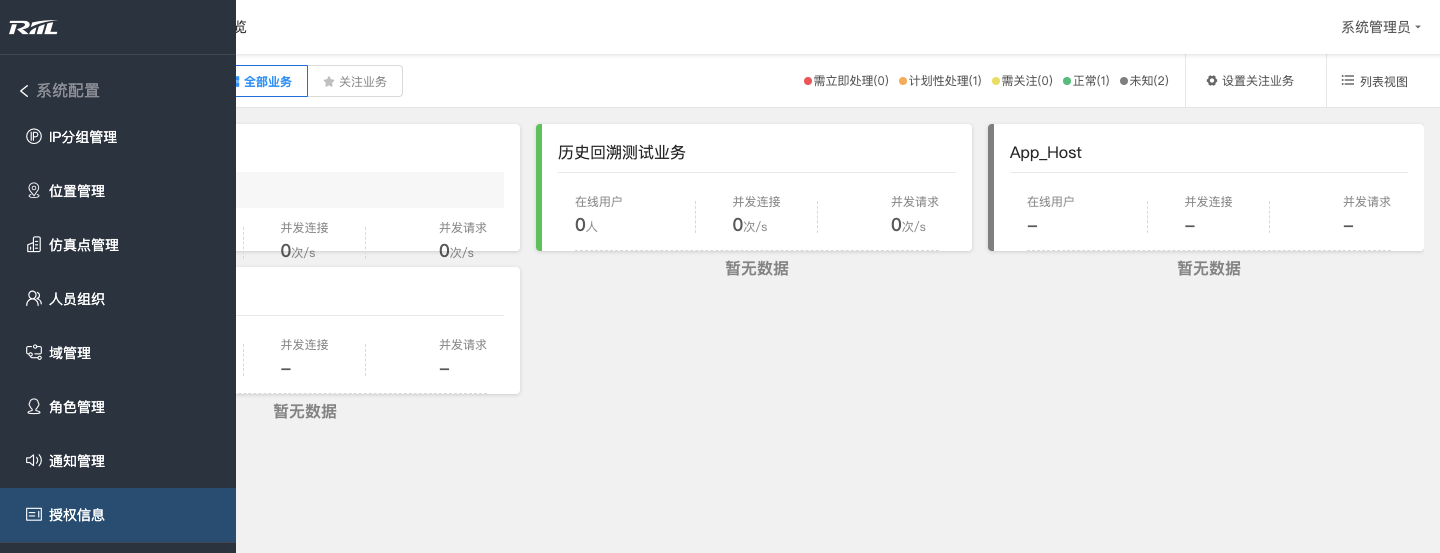 RIIL
系统配置
IP分组管理
位置管理
仿真点管理
人员组织
域管理
角色管理
通知管理
授权信息
览
系统管理员
全部业务
关注业务
需立即处理(0)
计划性处理(1)
需关注(0)
正常(1)
未知(2)
设置关注业务
列表视图
并发连接
并发请求
0次/s
0次/s
历史回溯测试业务
在线用户
并发连接
并发请求
0人
0次/s
0次/s
暂无数据
App_Host
在线用户
并发连接
并发请求
–
–
–
暂无数据
并发连接
并发请求
–
–
暂无数据